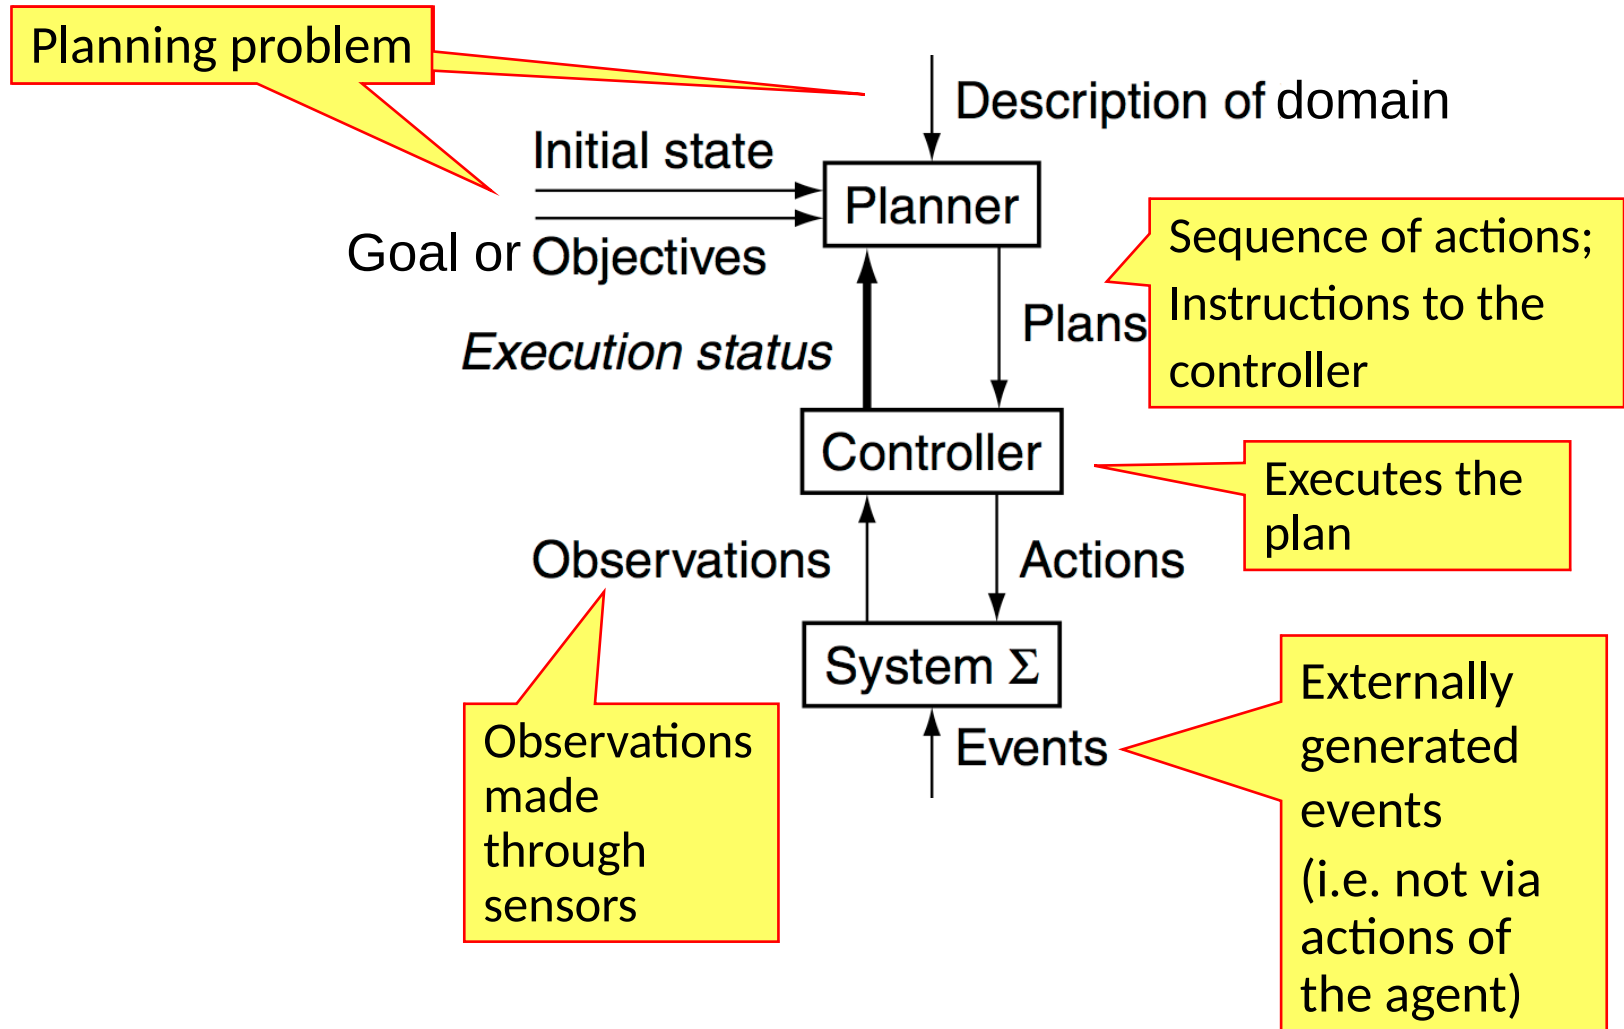 Planning problem
Description of domain
Initial state
Planner
Goal or Objectives
Sequence of actions;
Instructions to the
controller
Plans
Execution status
Controller
Executes the
plan
Observations
Actions
System Σ
Events
Observations
made
through
sensors
Externally
generated
events
(i.e. not via
actions of
the agent)